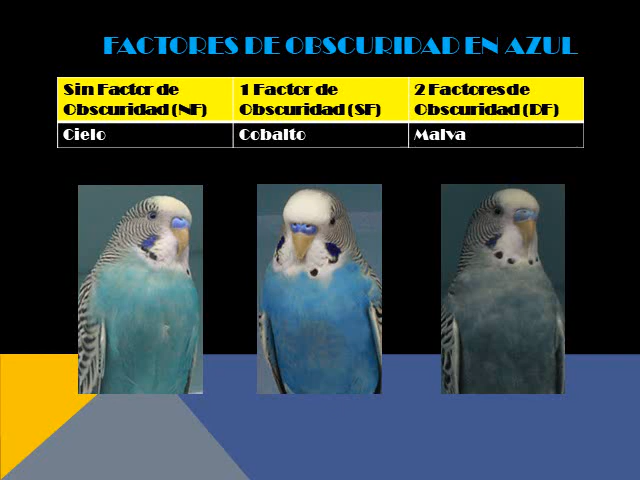 FACTORES DE OBSCURIDAD EN AZUL
Sin Factor de
Obscuridad (NF)
1 Factor de
Obscuridad (SF)
2 Factores de
Obscuridad (DF)
Cielo
Cobalto
Malva